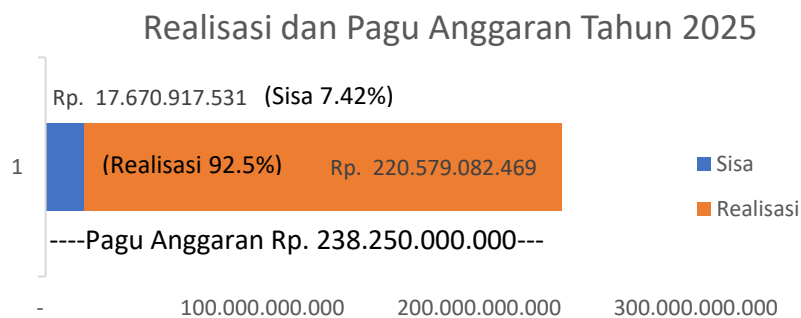 Realisasi dan Pagu Anggaran Tahun 2025
Rp. 17.670.917.531 (Sisa 7.42%)
1
(Realisasi 92.5%) Rp. 220.579.082.469
Sisa
Realisasi
----Pagu Anggaran Rp. 238.250.000.000---
- 100.000.000.000 200.000.000.000 300.000.000.000